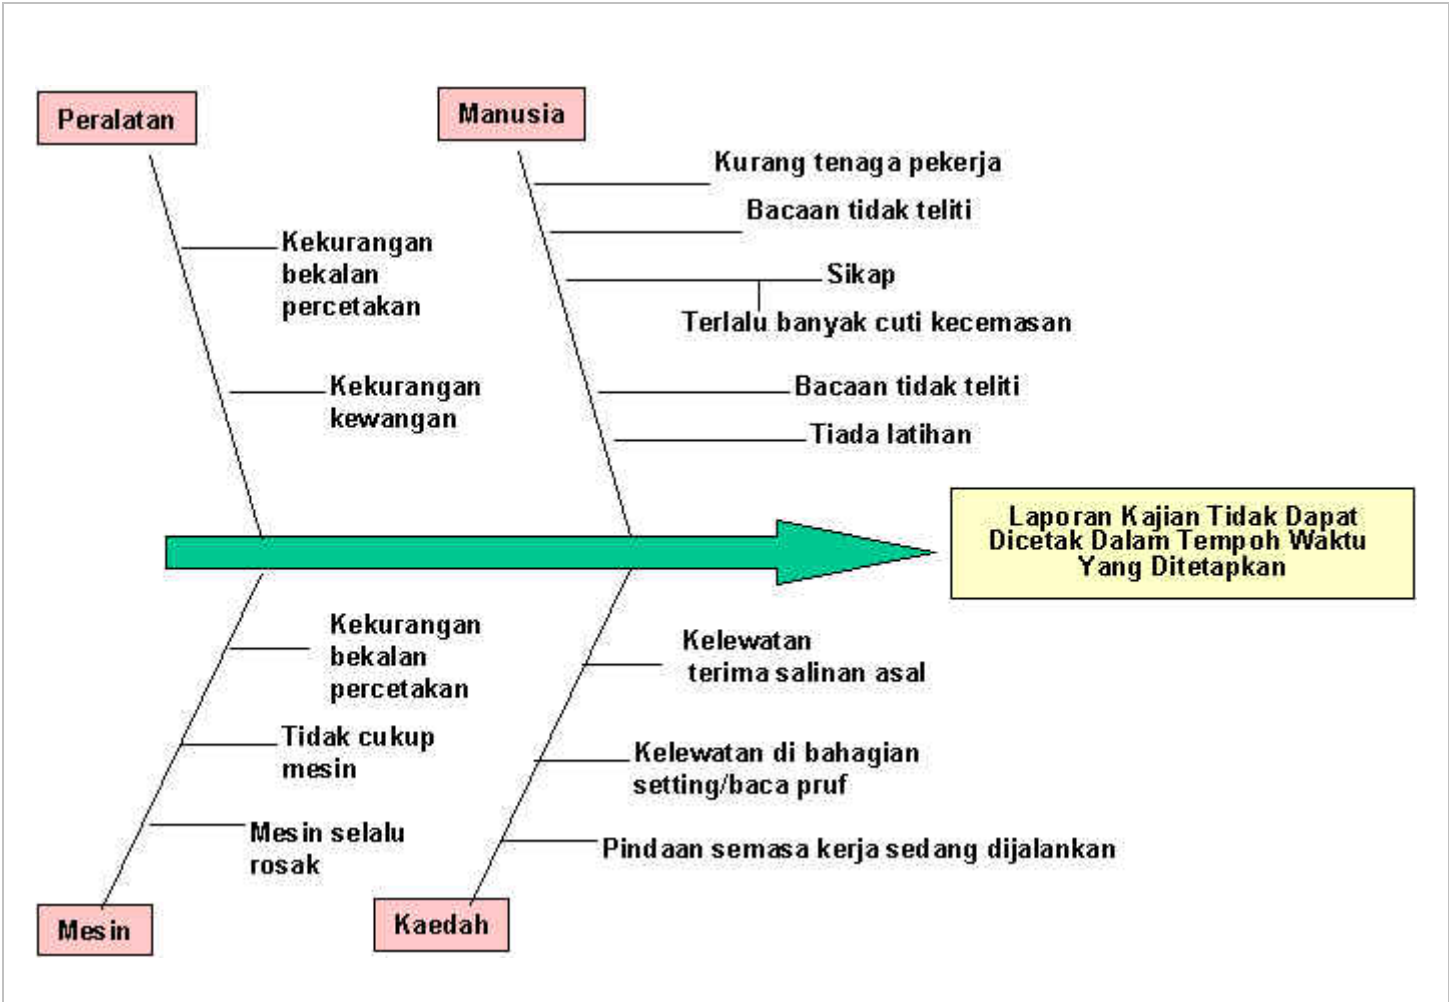 Peralatan
Manusia
Kurang tenaga pekerja
Bacaan tidak teliti
Kekurangan
bekalan
percetakan
Sikap
Terlalu banyak cuti kecemasan
Kekurangan
kewangan
Bacaan tidak teliti
Tiada latihan
Laporan Kajian Tidak Dapat
Dicetak Dalam Tempoh Waktu
Yang Ditetapkan
Kekurangan
bekalan
percetakan
Kelewatan
terima salinan asal
Tidak cukup
mesin
Kelewatan di bahagian
setting/baca pruf
Mesin selalu
rosak
Pindaan semasa kerja sedang dijalankan
Mesin
Kaedah